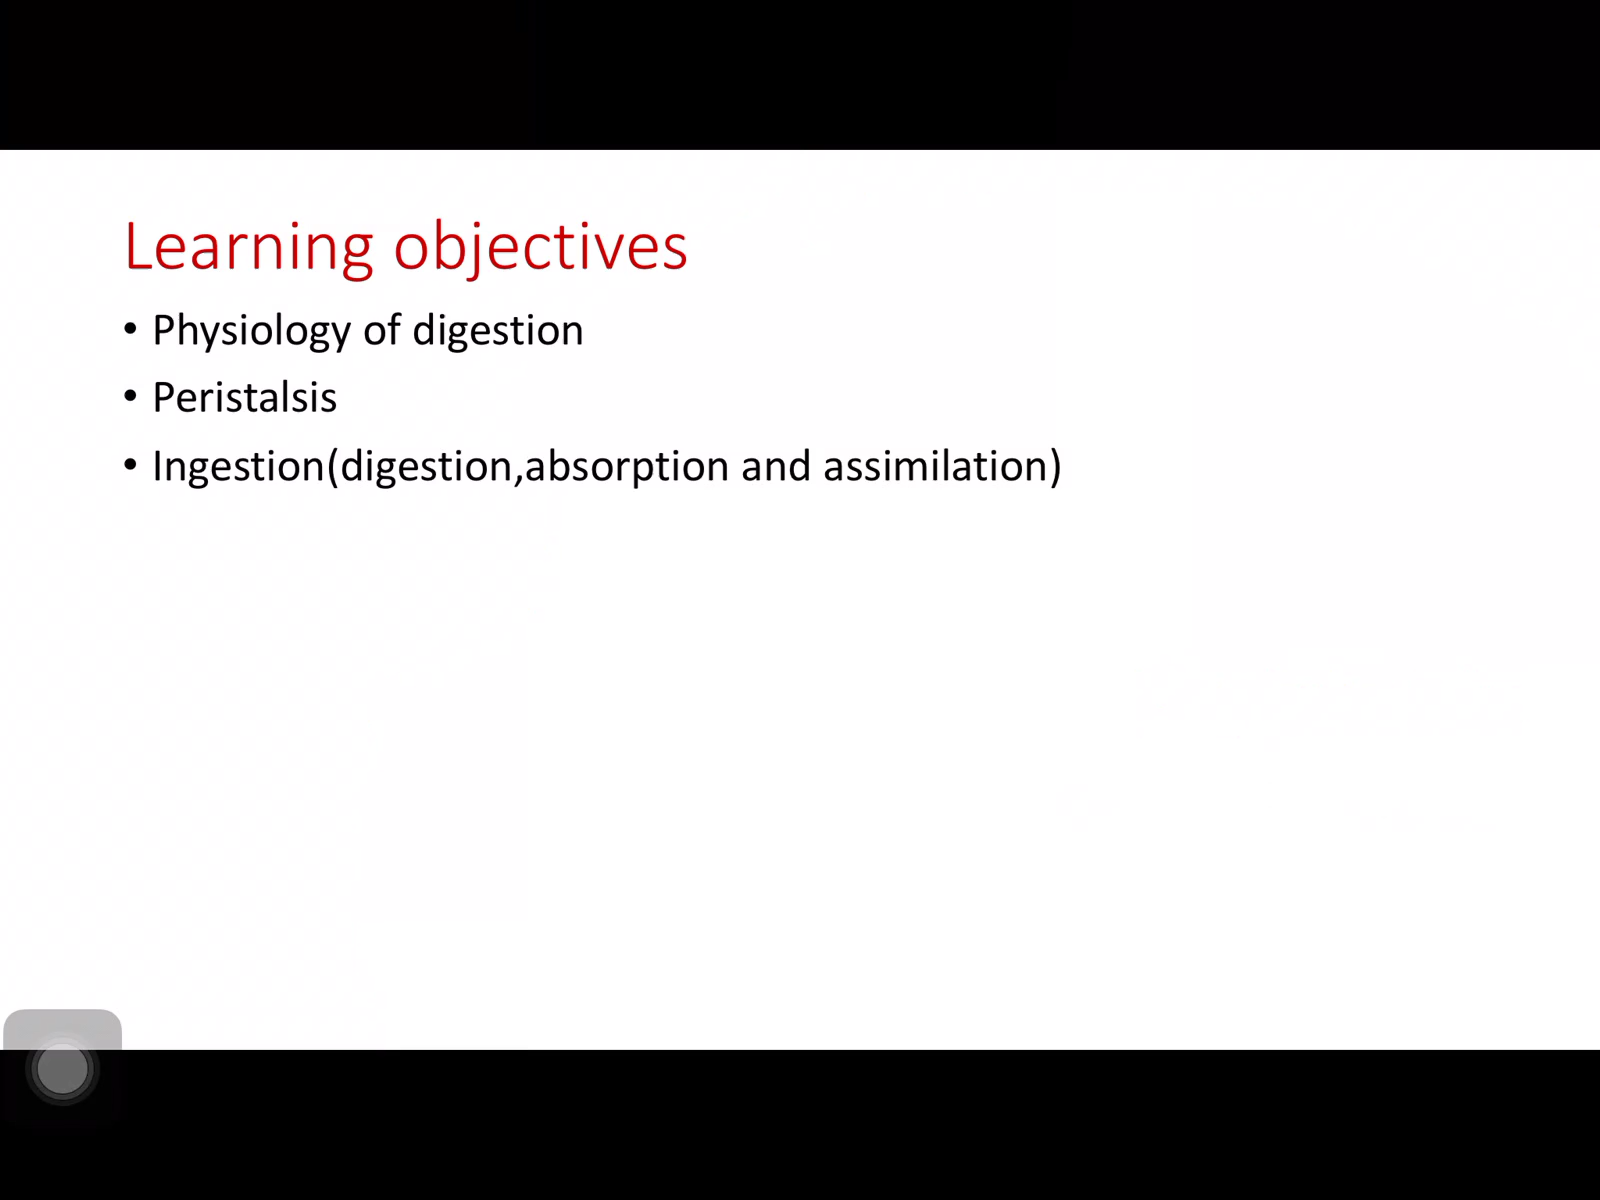 Learning objectives
• Physiology of digestion
• Peristalsis
• Ingestion(digestion,absorption and assimilation)